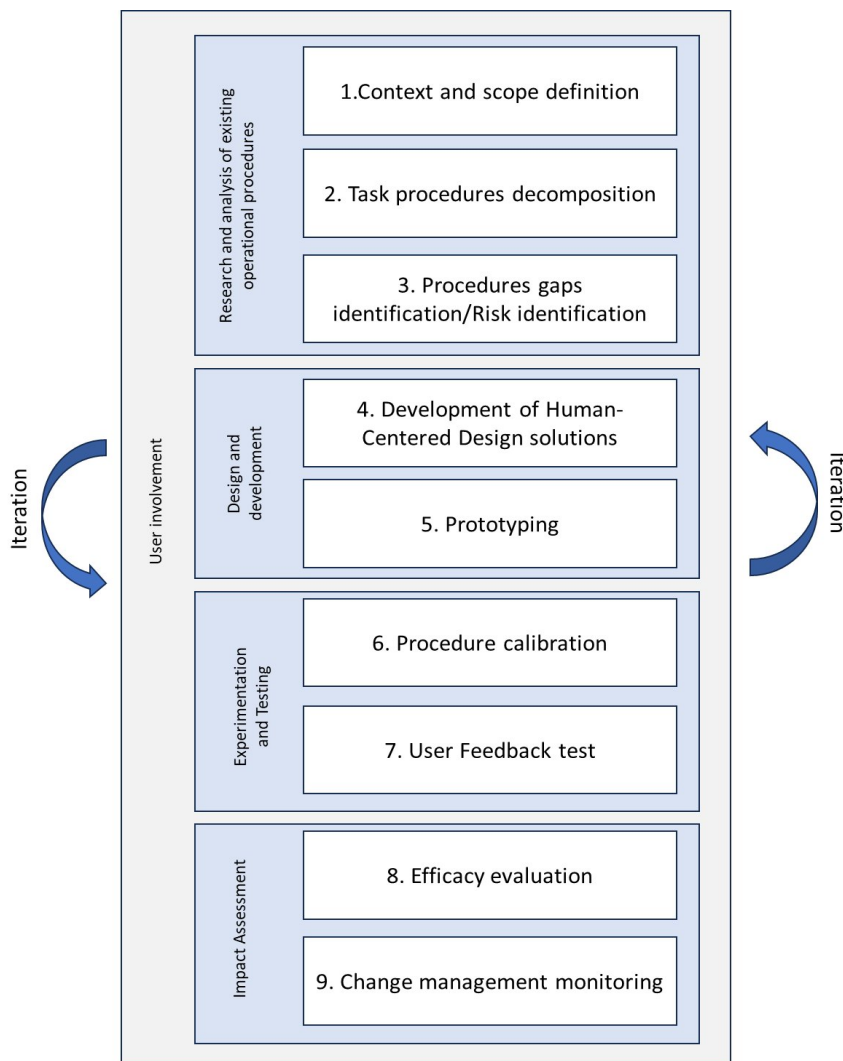 Iteration
User involvement
Research and analysis of existing
operational procedures
1.Context and scope definition
2. Task procedures decomposition
3. Procedures gaps
identification/Risk identification
Design and
development
4. Development of Human-
Centered Design solutions
5. Prototyping
Experimentation
and Testing
6. Procedure calibration
7. User Feedback test
Impact Assessment
8. Efficacy evaluation
9. Change management monitoring
Iteration